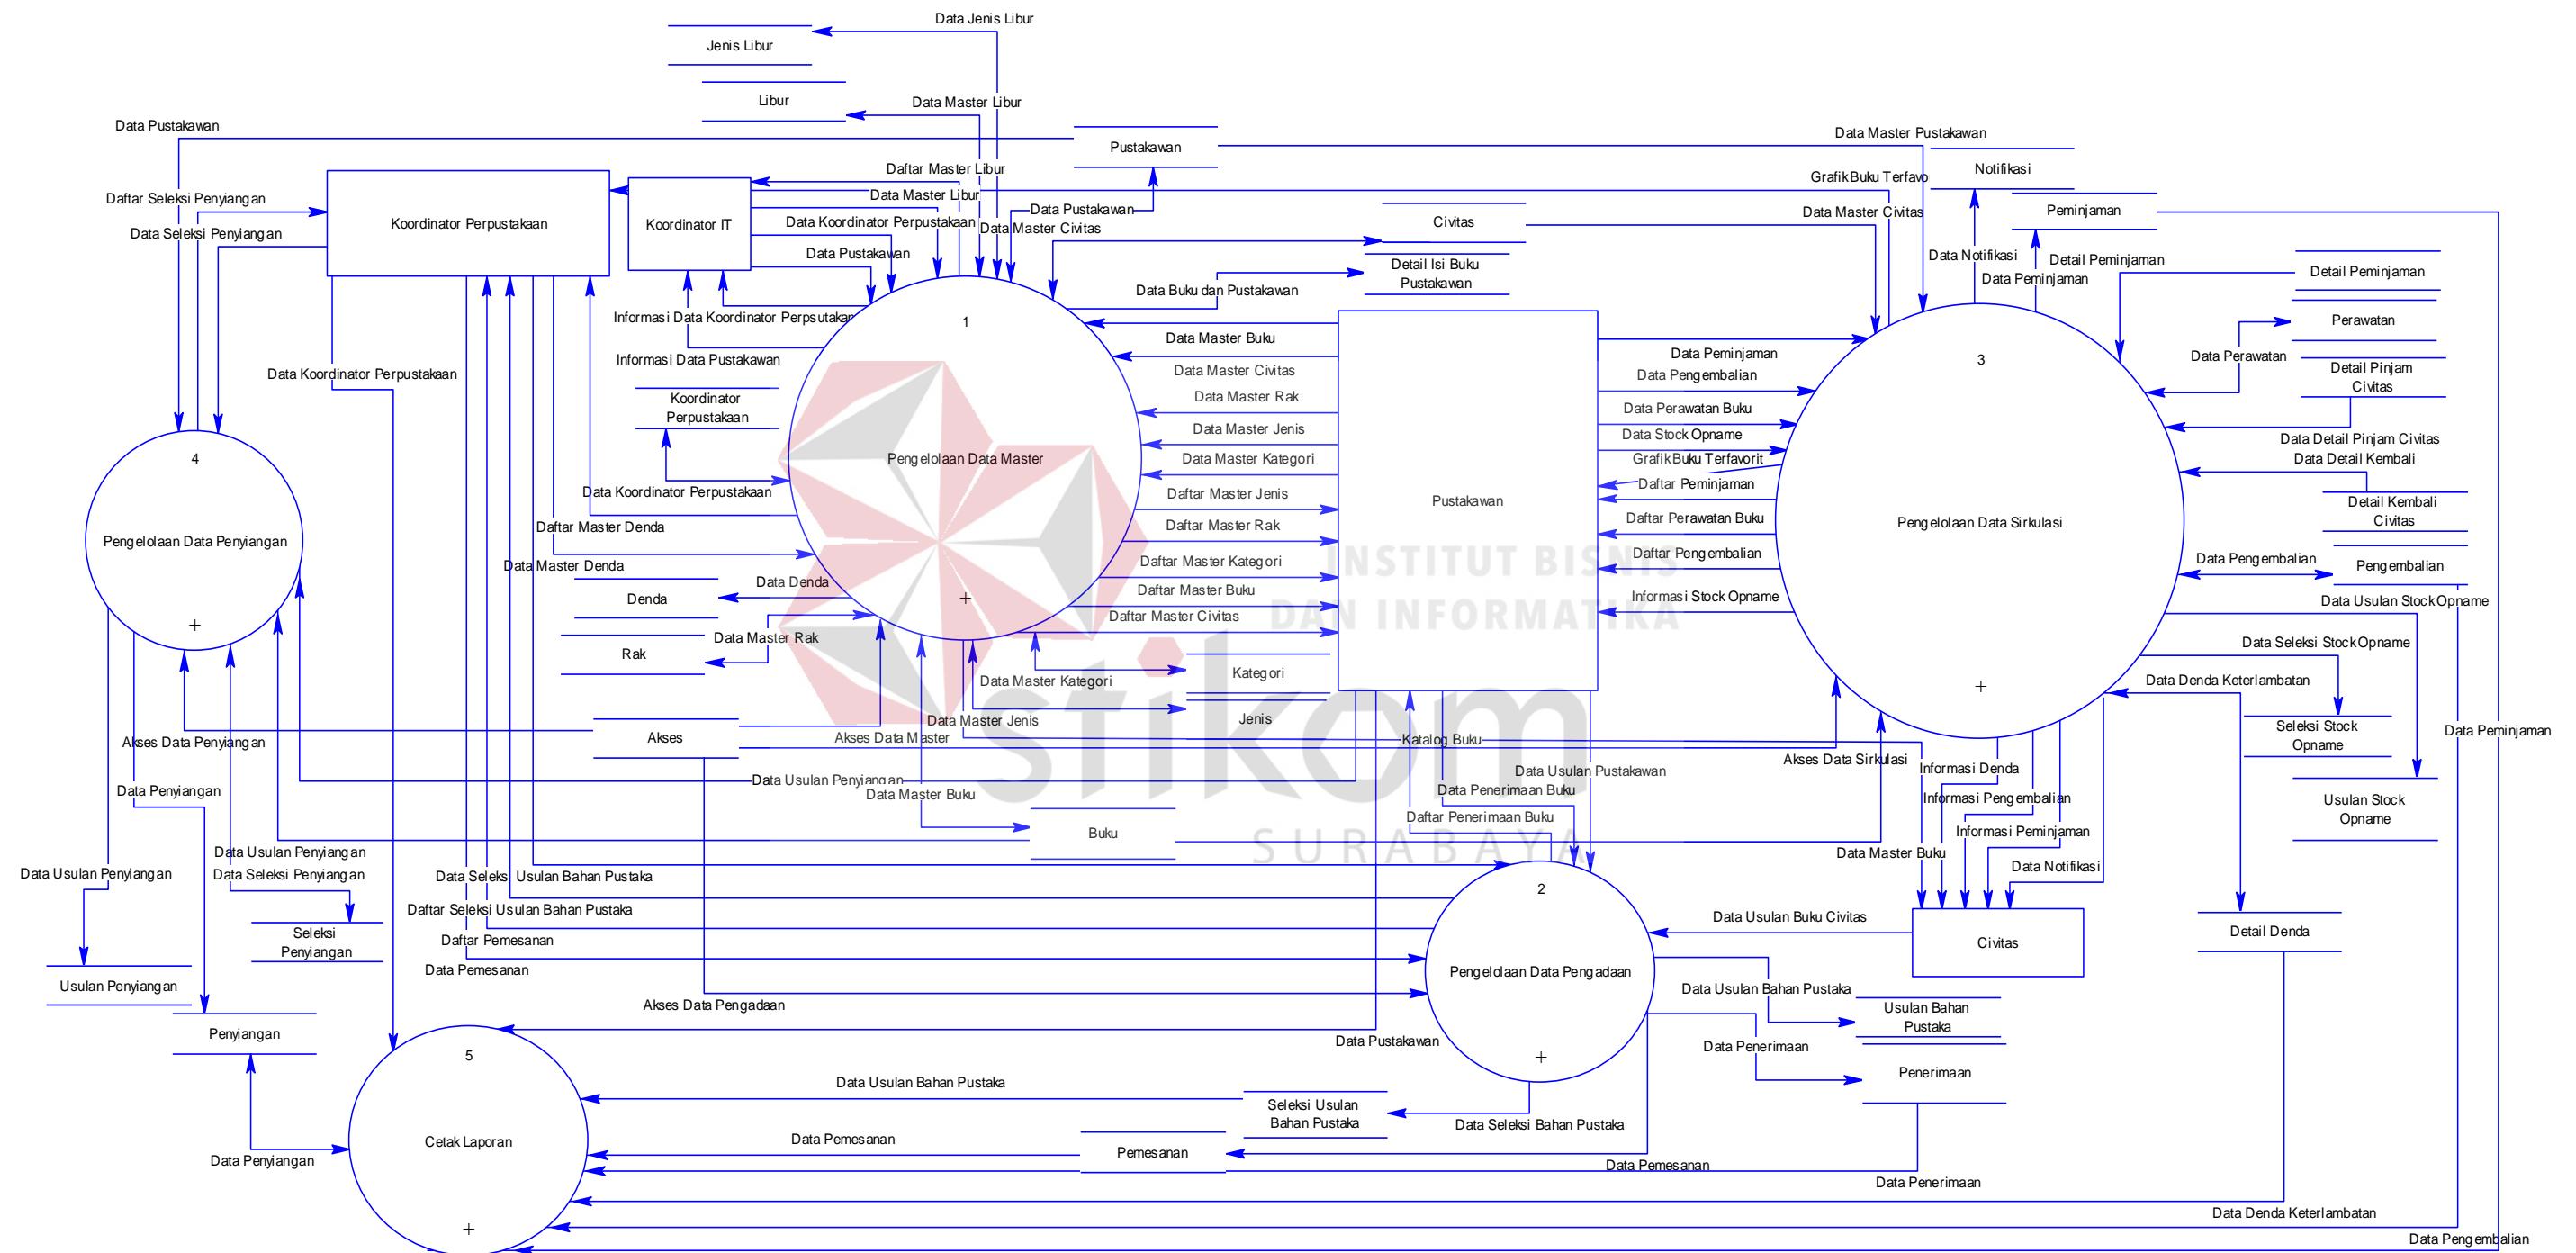 Data Jenis Libur
Jenis Libur
Libur
Data Master Libur
Data Pustakawan
Pustakawan
Data Master Pustakawan
Notifikasi
Daftar Master Libur
Grafik Buku Terfavo
Data Master Libur
Daftar Seleksi Penyiangan
Koordinator Perpustakaan
Koordinator IT
Data Pustakawan
Data Koordinator Perpustakaan
Data Master Civitas
Civitas
Data Master Civitas
Peminjaman
Data Seleksi Penyiangan
Data Pustakawan
Detail Isi Buku
Pustakawan
Data Notifikasi
Detail Peminjaman
Data Peminjaman
Detail Peminjaman
Data Buku dan Pustakawan
Informasi Data Koordinator Perpsutakar
1
Perawatan
Data Master Buku
Data Peminjaman
3
Data Perawatan
Informasi Data Pustakawan
Data Koordinator Perpustakaan
Data Master Civitas
Data Pengembalian
Detail Pinjam
Civitas
Koordinator
Perpustakaan
Data Master Rak
Data Perawatan Buku
Data Master Jenis
Data Stock Opname
Data Detail Pinjam Civitas
4
Pengelolaan Data Master
Data Master Kategori
Grafik Buku Terfavorit
Data Detail Kembali
Data Koordinator Perpustakaan
Daftar Master Jenis
Daftar Peminjaman
Pustakawan
Detail Kembali
Civitas
Daftar Master Denda
Daftar Master Rak
Daftar Perawatan Buku
Pengelolaan Data Sirkulasi
Pengelolaan Data Penyiangan
INSTITUT BISNIS
DAN INFORMATIKA
Data Master Denda
Daftar Master Kategori
Daftar Pengembalian
Data Pengembalian
Pengembalian
Data Denda
Denda
Daftar Master Buku
Informasi Stock Opname
Data Usulan Stock Opname
+
+
Daftar Master Civitas
Data Master Rak
Rak
Data Seleksi Stock Opname
Kategori
Data Master Kategori
Data Denda Keterlambatan
+
stikom
Data Master Jenis
Jenis
Seleksi Stock
Opname
Data Peminjaman
Akses Data Penyiangan
Akses
Akses Data Master
Katalog Buku
Akses Data Sirkulasi
Informasi Denda
Data Usulan Penyiangan
Data Usulan Pustakawan
Data Penyiangan
Data Master Buku
Data Penerimaan Buku
Informasi Pengembalian
Usulan Stock
Opname
Daftar Penerimaan Buku
Buku
Informasi Peminjaman
SURABAYA
Data Usulan Penyiangan
Data Master Buku
Data Notifikasi
Data Usulan Penyiangan
Data Seleksi Penyiangan
Data Seleksi Usulan Bahan Pustaka
2
Daftar Seleksi Usulan Bahan Pustaka
Data Usulan Buku Civitas
Seleksi
Penyiangan
Daftar Pemesanan
Civitas
Detail Denda
Data Pemesanan
Pengelolaan Data Pengadaan
Usulan Penyiangan
Akses Data Pengadaan
Data Usulan Bahan Pustaka
Usulan Bahan
Pustaka
Penyiangan
Data Pustakawan
Data Penerimaan
5
+
Penerimaan
Data Usulan Bahan Pustaka
Seleksi Usulan
Bahan Pustaka
Data Seleksi Bahan Pustaka
Cetak Laporan
Data Pemesanan
Pemesanan
Data Penyiangan
Data Pemesanan
Data Penerimaan
+
Data Denda Keterlambatan
Data Pengembalian